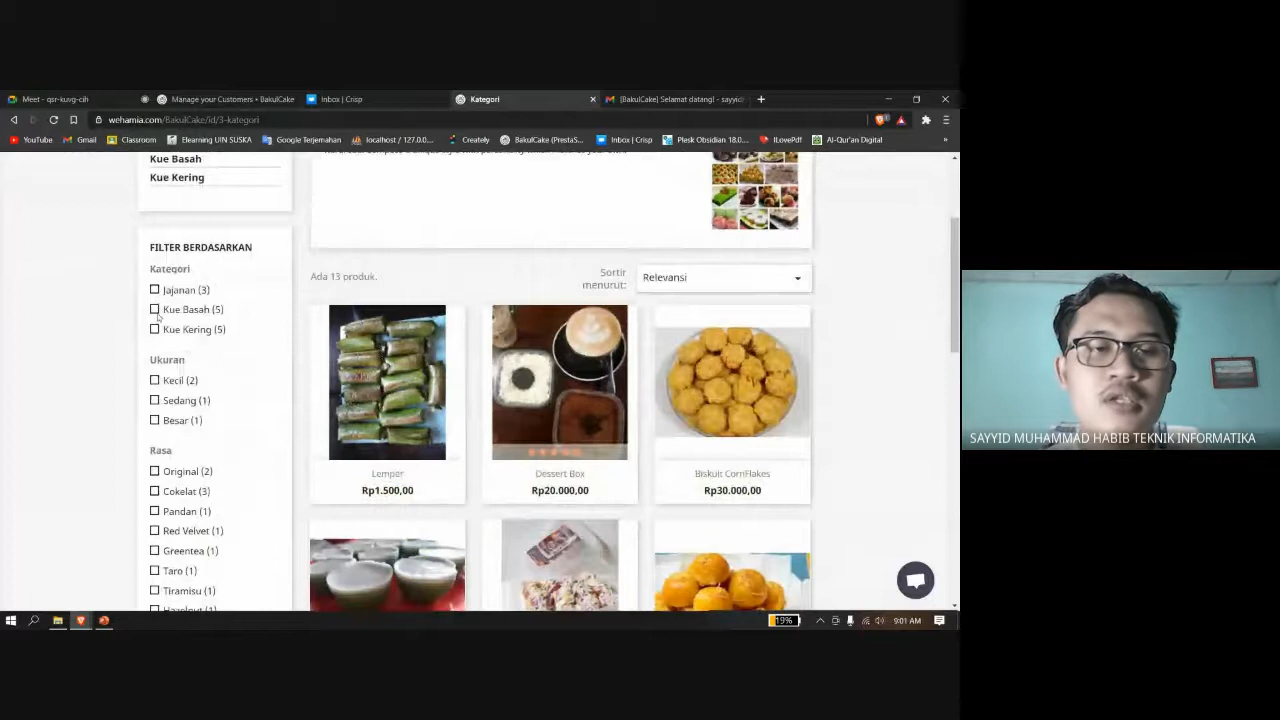 Meet - qsr-kuvg-cih
Manage your Customers • BakulCake
Inbox | Crisp
Kategori
[BakulCake] Selamat datang! - sayyid
wehamia.com/BakulCake/id/3-kategori
YouTube
Gmail
Classroom
Elearning UIN SUSKA
Google Terjemahan
localhost / 127.0.0...
Creately
BakulCake (PrestaS...
Inbox | Crisp
Plesk Obsidian 18.0...
ILovePdf
Al-Qur'an Digital
Kue Basah
Kue Kering
FILTER BERDASARKAN
Kategori
Jajanan (3)
Kue Basah (5)
Kue Kering (5)
Ukuran
Kecil (2)
Sedang (1)
Besar (1)
Rasa
Original (2)
Cokelat (3)
Pandan (1)
Red Velvet (1)
Greentea (1)
Taro (1)
Tiramisu (1)
Hazelnut (1)
Ada 13 produk.
Sortir
menurut:
Relevansi
Lemper
Rp1.500,00
Dessert Box
Rp20.000,00
Biskuit CornFlakes
Rp30.000,00
SAYYID MUHAMMAD HABIB TEKNIK INFORMATIKA
19%
9:01 AM